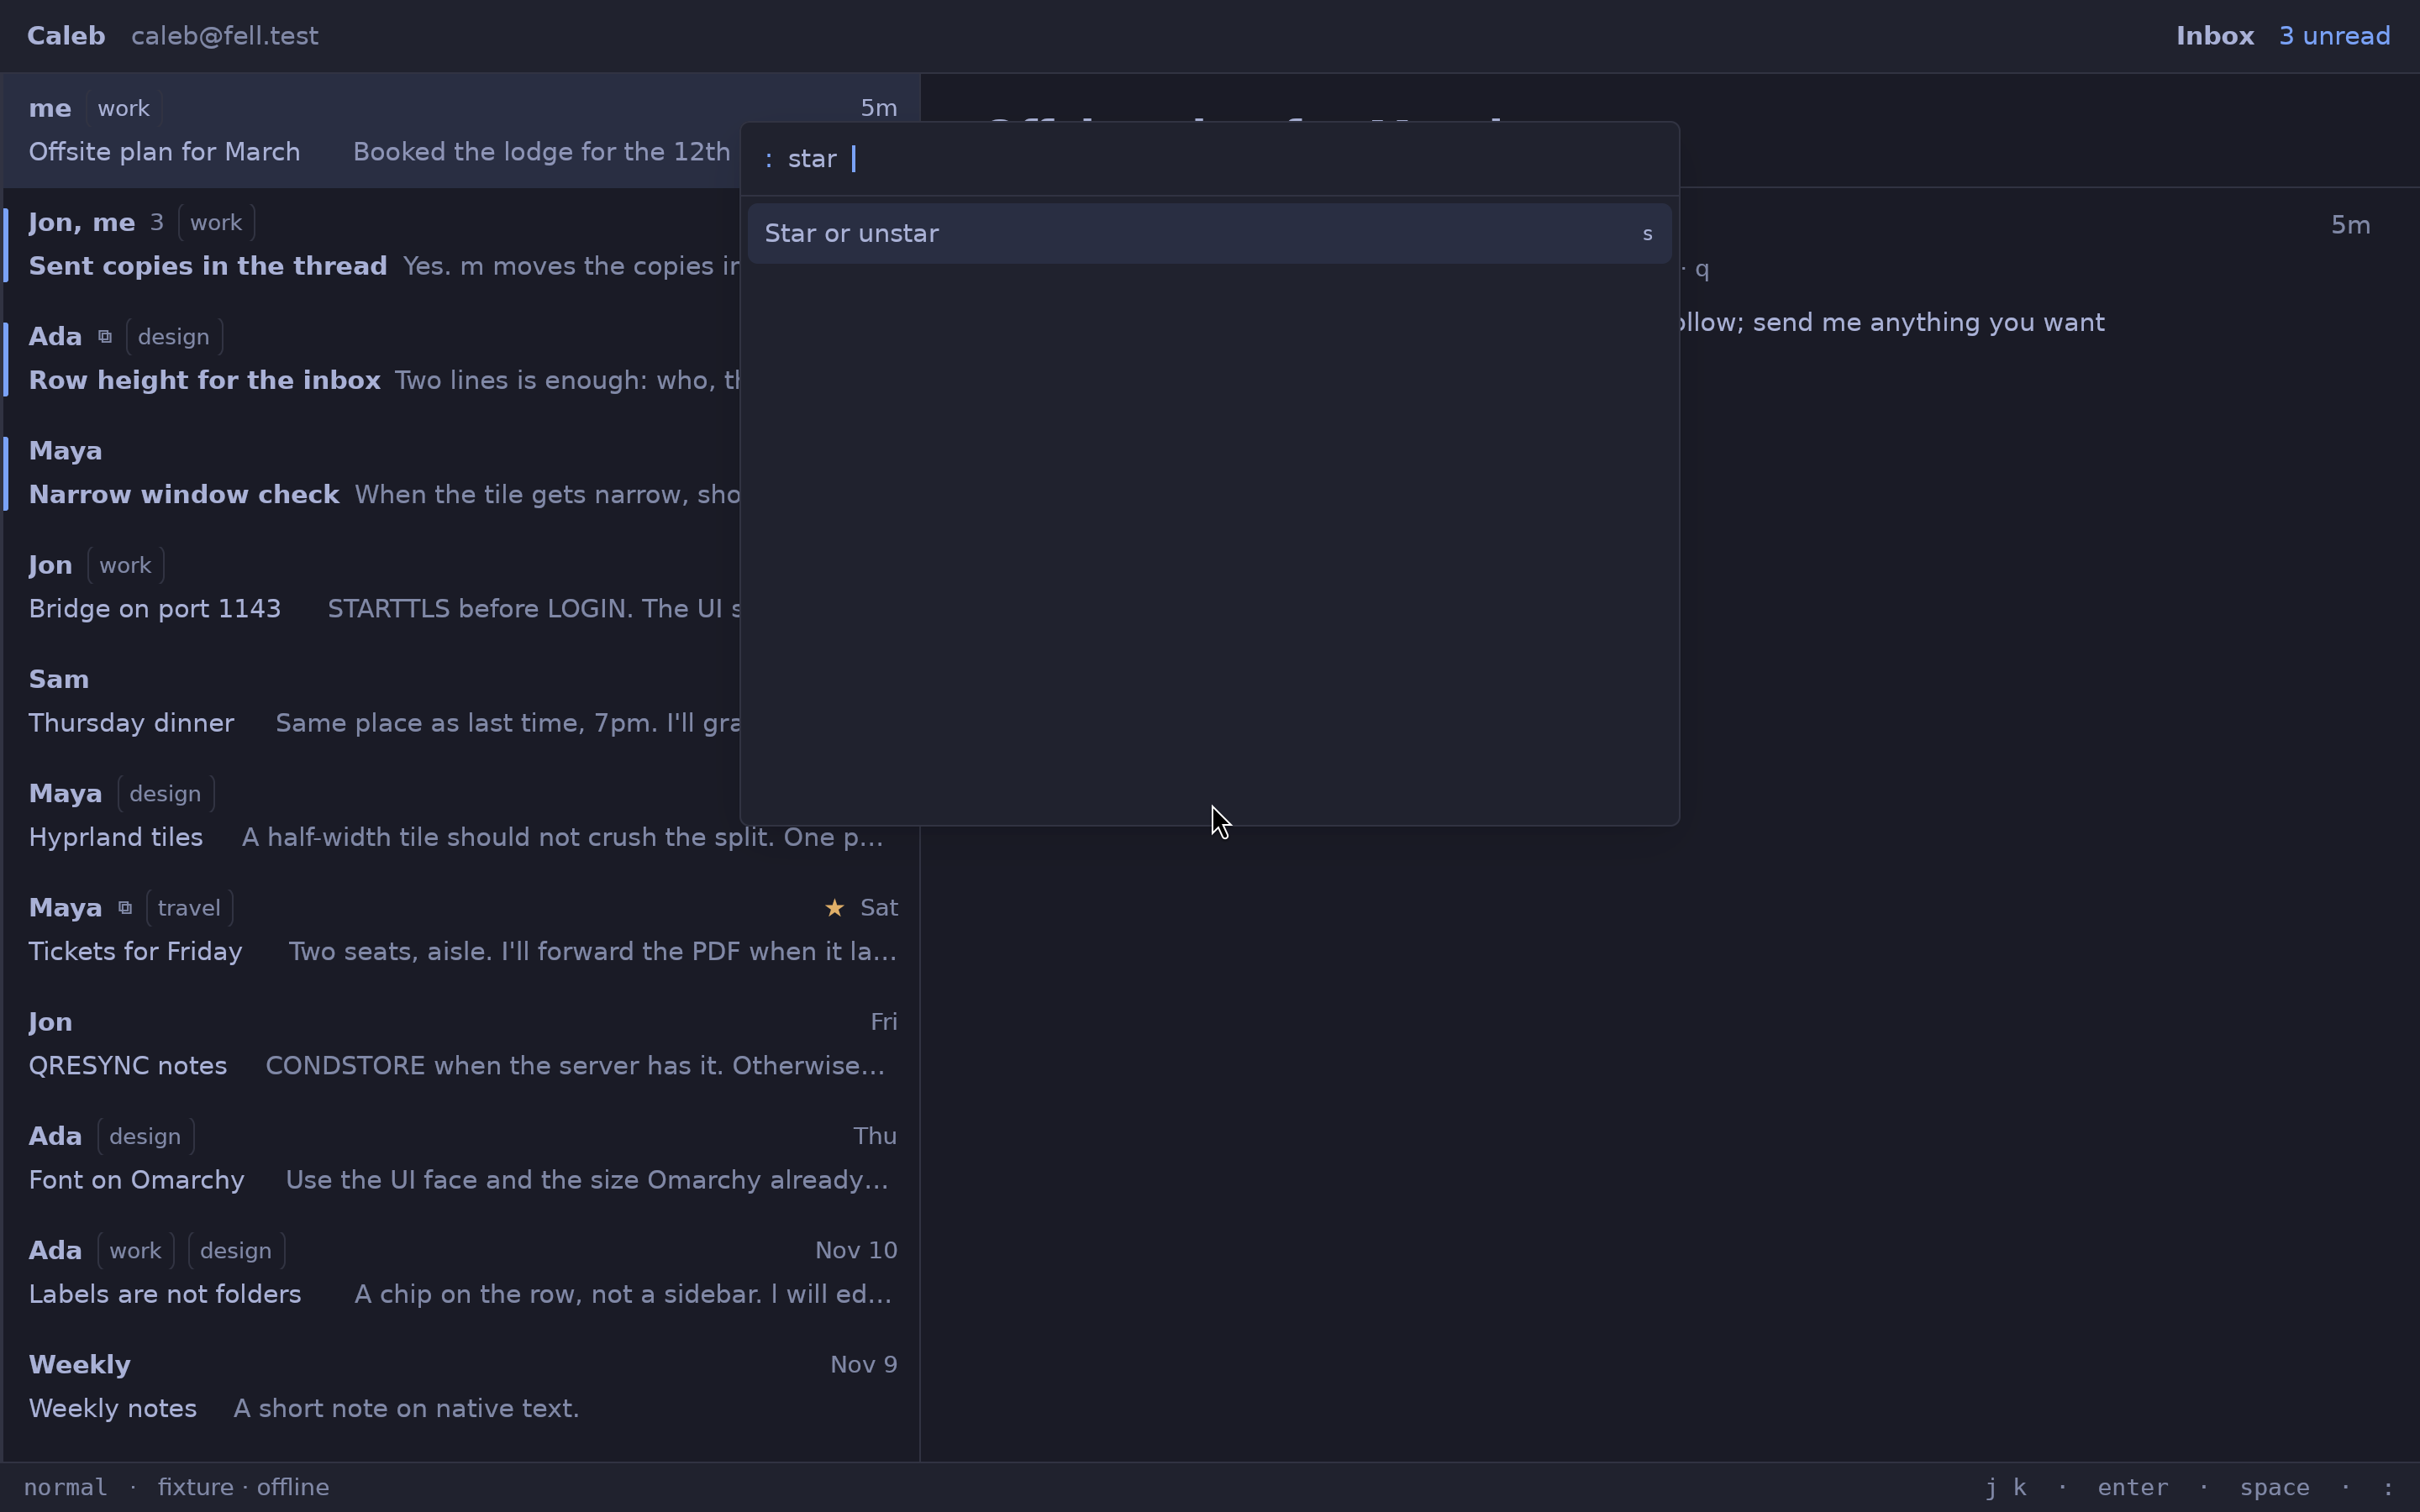 Caleb caleb@fell.test
Inbox 3 unread
me work 5m
Offsite plan for March Booked the lodge for the 12th
Jon, me 3 work
Sent copies in the thread Yes. m moves the copies
Ada design
Row height for the inbox Two lines is enough: who,
Maya
Narrow window check When the tile gets narrow,
Jon work
Bridge on port 1143 STARTTLS before LOGIN. The UI
Sam
Thursday dinner Same place as last time, 7pm. I'll
Maya design
Hyprland tiles A half-width tile should not crush the split. One p…
Maya travel ★ Sat
Tickets for Friday Two seats, aisle. I'll forward the PDF when it la…
Jon Fri
QRESYNC notes CONDSTORE when the server has it. Otherwise…
Ada design Thu
Font on Omarchy Use the UI face and the size Omarchy already…
Ada work design Nov 10
Labels are not folders A chip on the row, not a sidebar. l will ed…
Weekly Nov 9
Weekly notes A short note on native text.
: star
Star or unstar s
5m
· q
send me anything you want
normal · fixture · offline
j k · enter · space · :